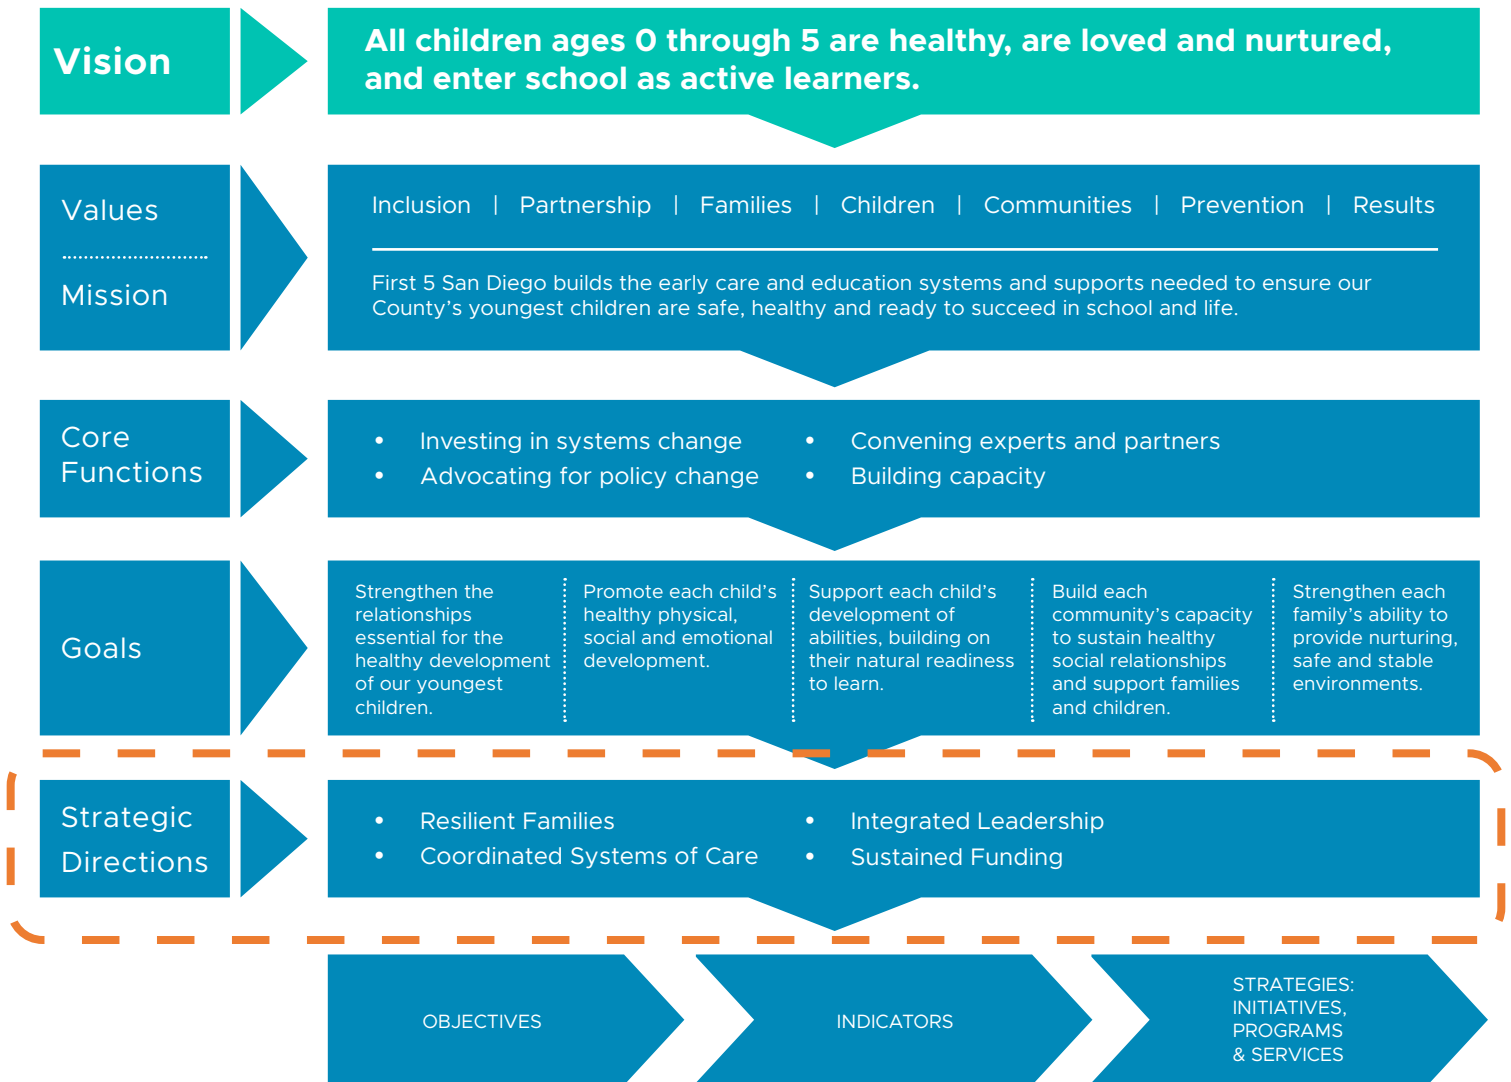 Vision
All children ages 0 through 5 are healthy, are loved and nurtured,
and enter school as active learners.
Values
Mission
Inclusion | Partnership | Families | Children | Communities | Prevention | Results
First 5 San Diego builds the early care and education systems and supports needed to ensure our
County’s youngest children are safe, healthy and ready to succeed in school and life.
Core
Functions
• Investing in systems change
• Advocating for policy change
• Convening experts and partners
• Building capacity
Goals
Strengthen the
relationships
essential for the
healthy development
of our youngest
children.
Promote each child’s
healthy physical,
social and emotional
development.
Support each child’s
development of
abilities, building on
their natural readiness
to learn.
Build each
community’s capacity
to sustain healthy
social relationships
and support families
and children.
Strengthen each
family’s ability to
provide nurturing,
safe and stable
environments.
Strategic
Directions
• Resilient Families
• Coordinated Systems of Care
• Integrated Leadership
• Sustained Funding
OBJECTIVES
INDICATORS
STRATEGIES:
INITIATIVES,
PROGRAMS
& SERVICES